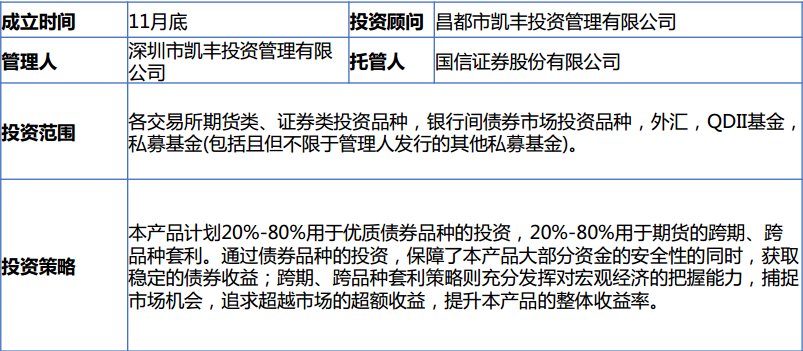 成立时间 11月底 投资顾问 昌都市凯丰投资管理有限公司
管理人 深圳市凯丰投资管理有限公司 托管人 国信证券股份有限公司
投资范围
各交易所期货类、证券类投资品种，银行间债券市场投资品种，外汇，QDII基金，
私募基金(包括且但不限于管理人发行的其他私募基金)。
投资策略
本产品计划20%-80%用于优质债券品种的投资，20%-80%用于期货的跨期、跨
品种套利。通过债券品种的投资，保障了本产品大部分资金的安全性的同时，获取
稳定的债券收益；跨期、跨品种套利策略则充分发挥对宏观经济的把握能力，捕捉
市场机会，追求超越市场的超额收益，提升本产品的整体收益率。